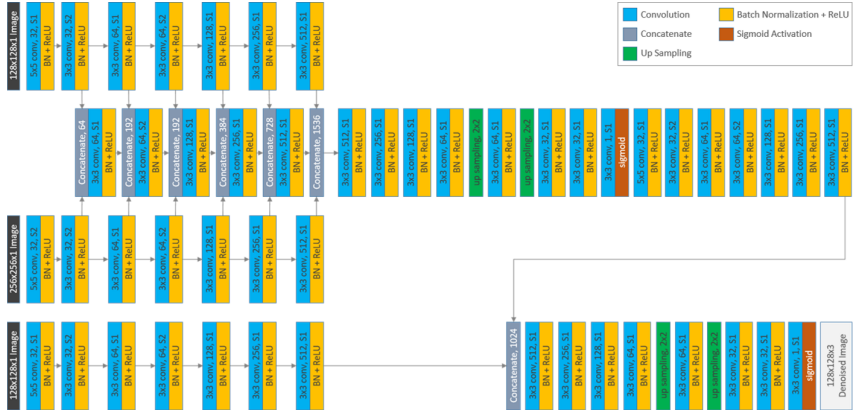 128x128x1 Image
5x5 conv, 32, S1
BN + ReLU
3x3 conv, 32, S2
BN + ReLU
3x3 conv, 64, S1
BN + ReLU
3x3 conv, 64, S2
BN + ReLU
3x3 conv, 128, S1
BN + ReLU
3x3 conv, 256, S1
BN + ReLU
3x3 conv, 512, S1
BN + ReLU
Convolution
Batch Normalization + ReLU
Concatenate
Sigmoid Activation
Up Sampling
Concatenate, 64
3x3 conv, 64, S1
BN + ReLU
Concatenate, 192
3x3 conv, 64, S2
BN + ReLU
Concatenate, 192
3x3 conv, 128, S1
BN + ReLU
Concatenate, 384
3x3 conv, 256, S1
BN + ReLU
Concatenate, 728
3x3 conv, 512, S1
BN + ReLU
Concatenate, 1536
3x3 conv, 512, S1
BN + ReLU
3x3 conv, 256, S1
BN + ReLU
3x3 conv, 128, S1
BN + ReLU
3x3 conv, 64, S1
BN + ReLU
up sampling, 2x2
3x3 conv, 64, S1
BN + ReLU
up sampling, 2x2
3x3 conv, 32, S1
BN + ReLU
3x3 conv, 32, S1
BN + ReLU
3x3 conv, 1, S1
sigmoid
5x5 conv, 32, S1
BN + ReLU
3x3 conv, 32, S2
BN + ReLU
3x3 conv, 64, S1
BN + ReLU
3x3 conv, 64, S2
BN + ReLU
3x3 conv, 128, S1
BN + ReLU
3x3 conv, 256, S1
BN + ReLU
3x3 conv, 512, S1
BN + ReLU
256x256x1 Image
5x5 conv, 32, S2
BN + ReLU
3x3 conv, 32, S2
BN + ReLU
3x3 conv, 64, S1
BN + ReLU
3x3 conv, 64, S2
BN + ReLU
3x3 conv, 128, S1
BN + ReLU
3x3 conv, 256, S1
BN + ReLU
3x3 conv, 512, S1
BN + ReLU
128x128x1 Image
5x5 conv, 32, S1
BN + ReLU
3x3 conv, 32, S2
BN + ReLU
3x3 conv, 64, S1
BN + ReLU
3x3 conv, 64, S2
BN + ReLU
3x3 conv, 128, S1
BN + ReLU
3x3 conv, 256, S1
BN + ReLU
3x3 conv, 512, S1
BN + ReLU
Concatenate, 1024
3x3 conv, 512, S1
BN + ReLU
3x3 conv, 256, S1
BN + ReLU
3x3 conv, 128, S1
BN + ReLU
3x3 conv, 64, S1
BN + ReLU
up sampling, 2x2
3x3 conv, 64, S1
BN + ReLU
up sampling, 2x2
3x3 conv, 32, S1
BN + ReLU
3x3 conv, 32, S1
BN + ReLU
3x3 conv, 1, S1
sigmoid
128x128x3
Denoised Image